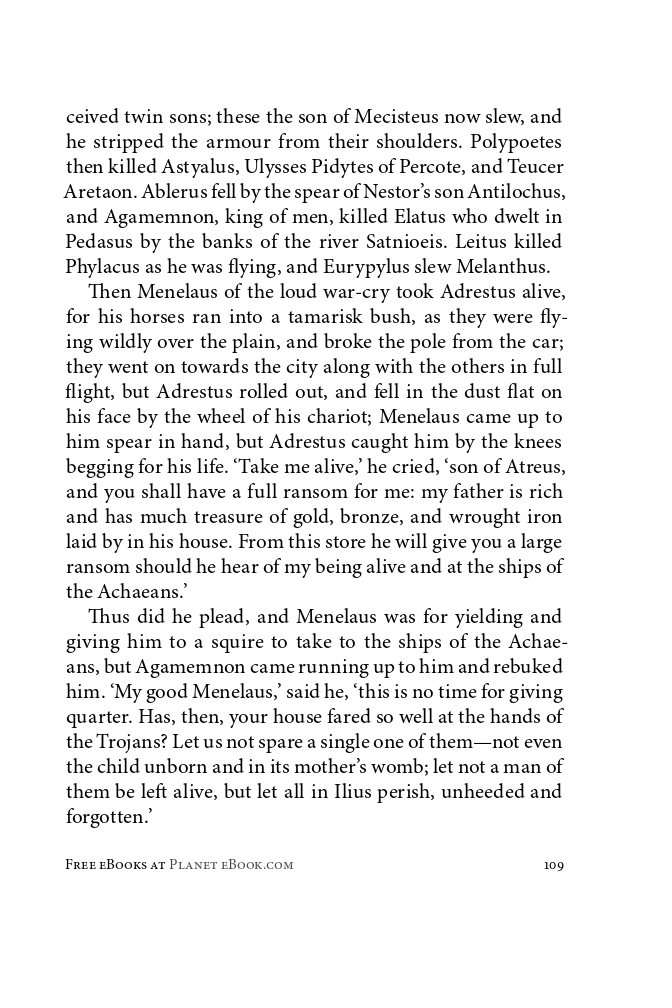 ceived twin sons; these the son of Mecisteus now slew, and
he stripped the armour from their shoulders. Polypoetes
then killed Astyalus, Ulysses Pidytes of Percote, and Teucer
Aretaon. Ablerus fell by the spear of Nestor’s son Antilochus,
and Agamemnon, king of men, killed Elatus who dwelt in
Pedasus by the banks of the river Satnioeis. Leitus killed
Phylacus as he was flying, and Eurypylus slew Melanthus.
Then Menelaus of the loud war-cry took Adrestus alive,
for his horses ran into a tamarisk bush, as they were fly-
ing wildly over the plain, and broke the pole from the car;
they went on towards the city along with the others in full
flight, but Adrestus rolled out, and fell in the dust flat on
his face by the wheel of his chariot; Menelaus came up to
him spear in hand, but Adrestus caught him by the knees
begging for his life. ‘Take me alive,’ he cried, ‘son of Atreus,
and you shall have a full ransom for me: my father is rich
and has much treasure of gold, bronze, and wrought iron
laid by in his house. From this store he will give you a large
ransom should he hear of my being alive and at the ships of
the Achaeans.’
Thus did he plead, and Menelaus was for yielding and
giving him to a squire to take to the ships of the Achae-
ans, but Agamemnon came running up to him and rebuked
him. ‘My good Menelaus,’ said he, ‘this is no time for giving
quarter. Has, then, your house fared so well at the hands of
the Trojans? Let us not spare a single one of them—not even
the child unborn and in its mother’s womb; let not a man of
them be left alive, but let all in Ilius perish, unheeded and
forgotten.’
Free eBooks at Planet eBook.com 109